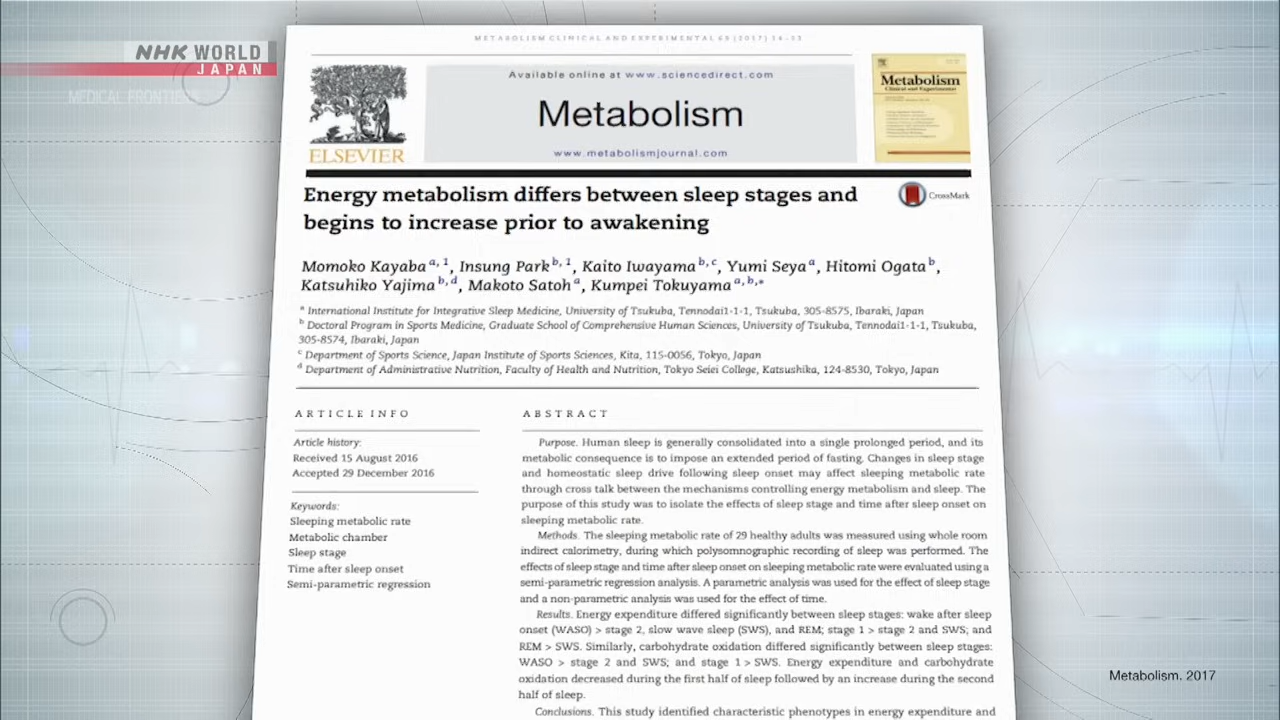 METABOLISM CLINICAL AND EXPERIMENTAL 69 (2017) 14–23
NHK WORLD
JAPAN
MEDICAL FRONTIERS
Available online at www.sciencedirect.com
Metabolism
www.metabolismjournal.com
ELSEVIER
Metabolism
Clinical and Experimental
Energy metabolism differs between sleep stages and
begins to increase prior to awakening
CrossMark
Momoko Kayaba a, 1, Insung Park b, 1, Kaito Iwayama b, c, Yumi Seya a, Hitomi Ogata b,
Katsuhiko Yajima b, d, Makoto Satoh a, Kumpei Tokuyama a, b, *
a International Institute for Integrative Sleep Medicine, University of Tsukuba, Tennodai1-1-1, Tsukuba, 305-8575, Ibaraki, Japan
b Doctoral Program in Sports Medicine, Graduate School of Comprehensive Human Sciences, University of Tsukuba, Tennodai1-1-1, Tsukuba,
305-8574, Ibaraki, Japan
c Department of Sports Science, Japan Institute of Sports Sciences, Kita, 115-0056, Tokyo, Japan
d Department of Administrative Nutrition, Faculty of Health and Nutrition, Tokyo Seiei College, Katsushika, 124-8530, Tokyo, Japan
ARTICLE INFO
Article history:
Received 15 August 2016
Accepted 29 December 2016
Keywords:
Sleeping metabolic rate
Metabolic chamber
Sleep stage
Time after sleep onset
Semi-parametric regression
ABSTRACT
Purpose. Human sleep is generally consolidated into a single prolonged period, and its
metabolic consequence is to impose an extended period of fasting. Changes in sleep stage
and homeostatic sleep drive following sleep onset may affect sleeping metabolic rate
through cross talk between the mechanisms controlling energy metabolism and sleep. The
purpose of this study was to isolate the effects of sleep stage and time after sleep onset on
sleeping metabolic rate.
Methods. The sleeping metabolic rate of 29 healthy adults was measured using whole room
indirect calorimetry, during which polysomnographic recording of sleep was performed. The
effects of sleep stage and time after sleep onset on sleeping metabolic rate were evaluated using a
semi-parametric regression analysis. A parametric analysis was used for the effect of sleep stage
and a non-parametric analysis was used for the effect of time.
Results. Energy expenditure differed significantly between sleep stages: wake after sleep
onset (WASO) > stage 2, slow wave sleep (SWS), and REM; stage 1 > stage 2 and SWS; and
REM > SWS. Similarly, carbohydrate oxidation differed significantly between sleep stages:
WASO > stage 2 and SWS; and stage 1 > SWS. Energy expenditure and carbohydrate
oxidation decreased during the first half of sleep followed by an increase during the second
half of sleep.
Conclusions. This study identified characteristic phenotypes in energy expenditure and
Metabolism. 2017